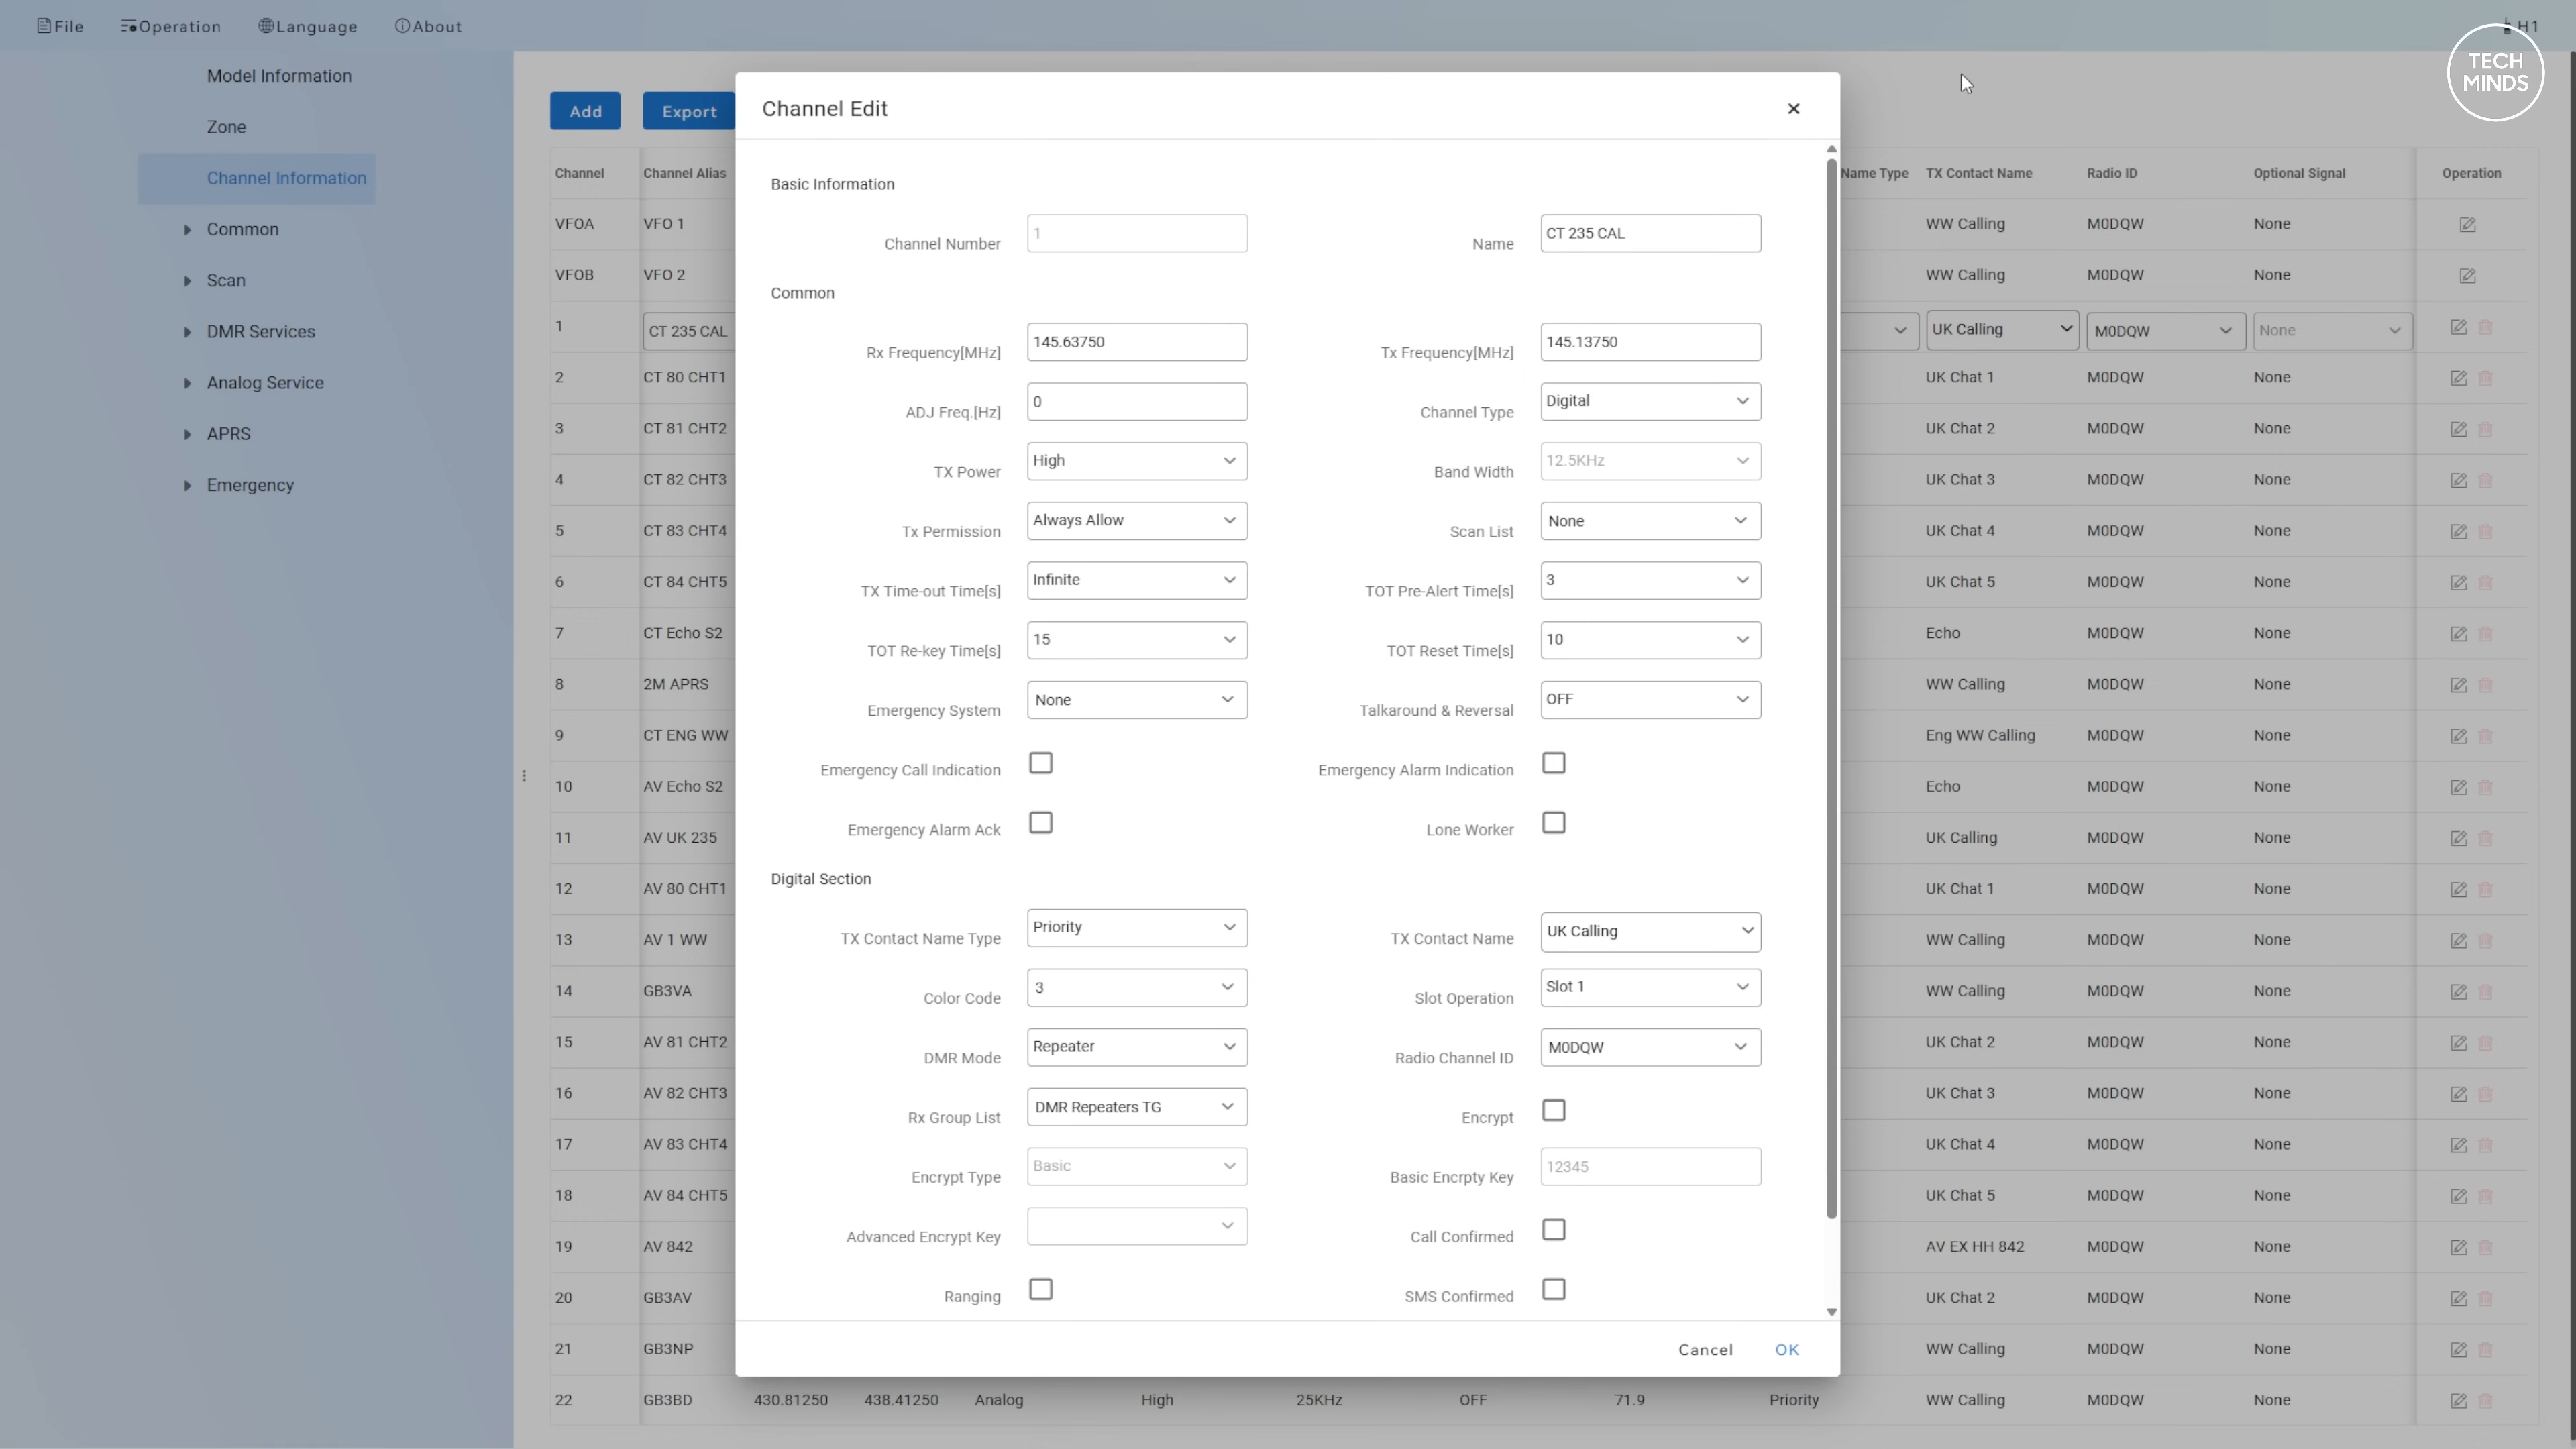 File Operation Language About H1
TECH
MINDS
Model Information
Zone
Channel Information
Common
Scan
DMR Services
Analog Service
APRS
Emergency
Add Export
Channel Channel Alias Name Type TX Contact Name Radio ID Optional Signal Operation
VFOA VFO 1 WW Calling M0DQW None
VFOB VFO 2 WW Calling M0DQW None
1 CT 235 CAL UK Calling M0DQW None
2 CT 80 CHT1 UK Chat 1 M0DQW None
3 CT 81 CHT2 UK Chat 2 M0DQW None
4 CT 82 CHT3 UK Chat 3 M0DQW None
5 CT 83 CHT4 UK Chat 4 M0DQW None
6 CT 84 CHT5 UK Chat 5 M0DQW None
7 CT Echo S2 Echo M0DQW None
8 2M APRS WW Calling M0DQW None
9 CT ENG WW Eng WW Calling M0DQW None
10 AV Echo S2 Echo M0DQW None
11 AV UK 235 UK Calling M0DQW None
12 AV 80 CHT1 UK Chat 1 M0DQW None
13 AV 1 WW WW Calling M0DQW None
14 GB3VA WW Calling M0DQW None
15 AV 81 CHT2 UK Chat 2 M0DQW None
16 AV 82 CHT3 UK Chat 3 M0DQW None
17 AV 83 CHT4 UK Chat 4 M0DQW None
18 AV 84 CHT5 UK Chat 5 M0DQW None
19 AV 842 AV EX HH 842 M0DQW None
20 GB3AV UK Chat 2 M0DQW None
21 GB3NP WW Calling M0DQW None
22 GB3BD 430.81250 438.41250 Analog High 25KHz OFF 71.9 Priority WW Calling M0DQW None
Channel Edit
Basic Information
Channel Number 1 Name CT 235 CAL
Common
Rx Frequency[MHz] 145.63750 Tx Frequency[MHz] 145.13750
ADJ Freq.[Hz] 0 Channel Type Digital
TX Power High Band Width 12.5KHz
Tx Permission Always Allow Scan List None
TX Time-out Time[s] Infinite TOT Pre-Alert Time[s] 3
TOT Re-key Time[s] 15 TOT Reset Time[s] 10
Emergency System None Talkaround & Reversal OFF
Emergency Call Indication Emergency Alarm Indication
Emergency Alarm Ack Lone Worker
Digital Section
TX Contact Name Type Priority TX Contact Name UK Calling
Color Code 3 Slot Operation Slot 1
DMR Mode Repeater Radio Channel ID M0DQW
Rx Group List DMR Repeaters TG Encrypt
Encrypt Type Basic Basic Encrpty Key 12345
Advanced Encrypt Key Call Confirmed
Ranging SMS Confirmed
Cancel OK